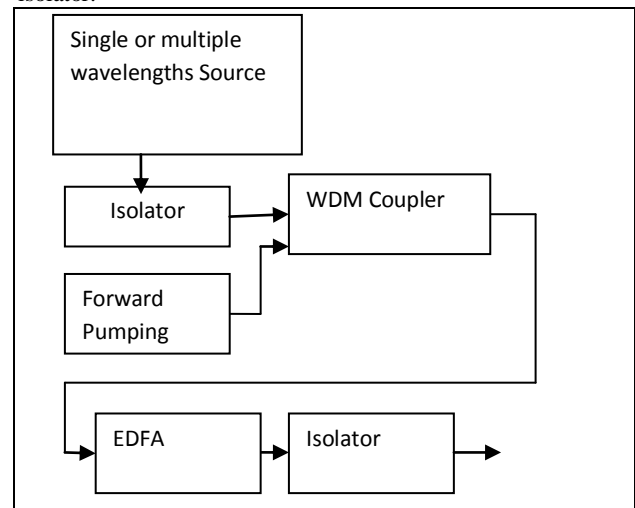 isolator.
Single or multiple
wavelengths Source
Isolator
WDM Coupler
Forward
Pumping
EDFA
Isolator